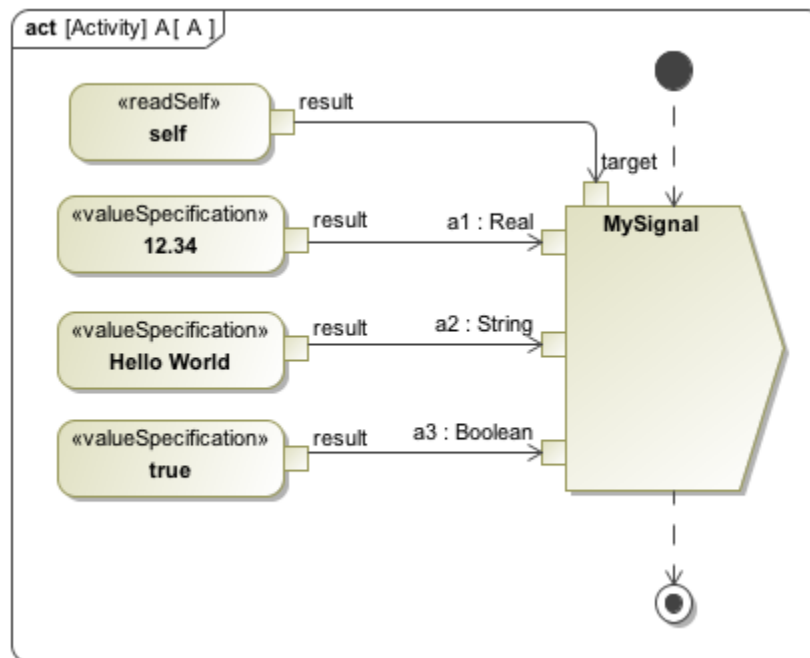 act [Activity] A [ A ]
«readSelf»
self
result
target
«valueSpecification»
12.34
result
a1 : Real
MySignal
«valueSpecification»
Hello World
result
a2 : String
«valueSpecification»
true
result
a3 : Boolean